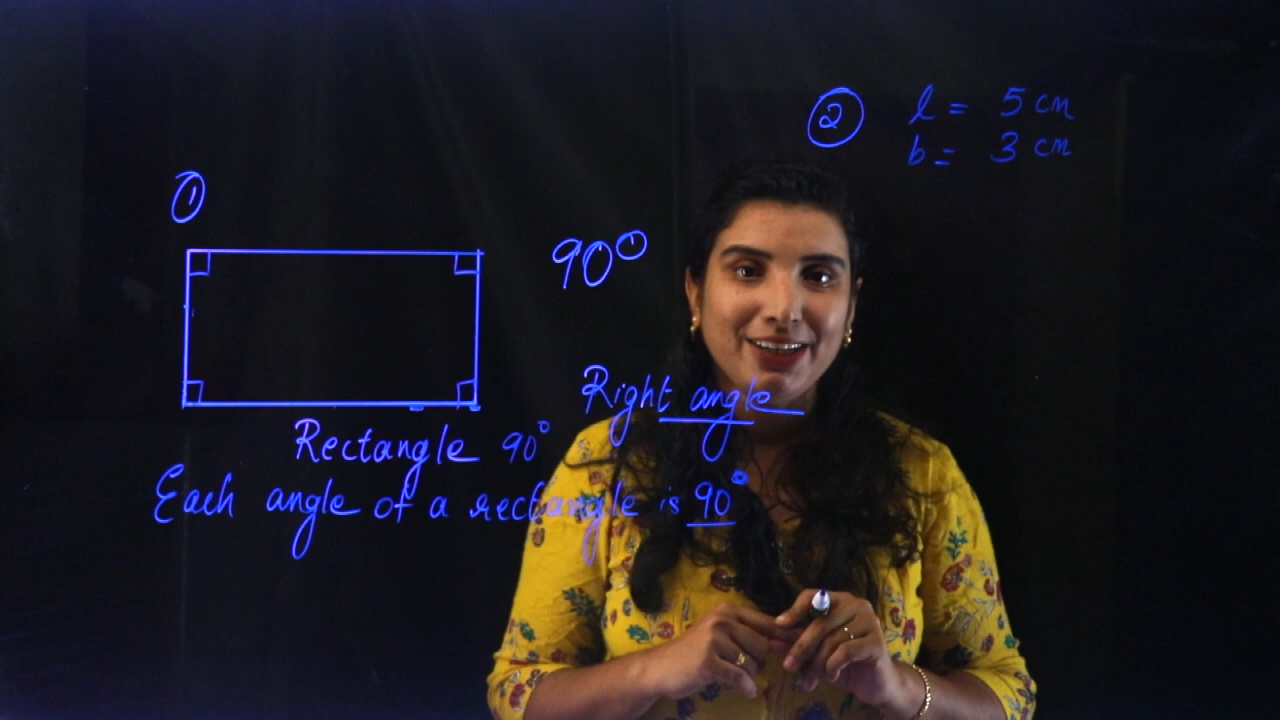 ①
90°
Right angle
Rectangle 90°
Each angle of a rectangle is 90°
② l = 5 cm
b = 3 cm